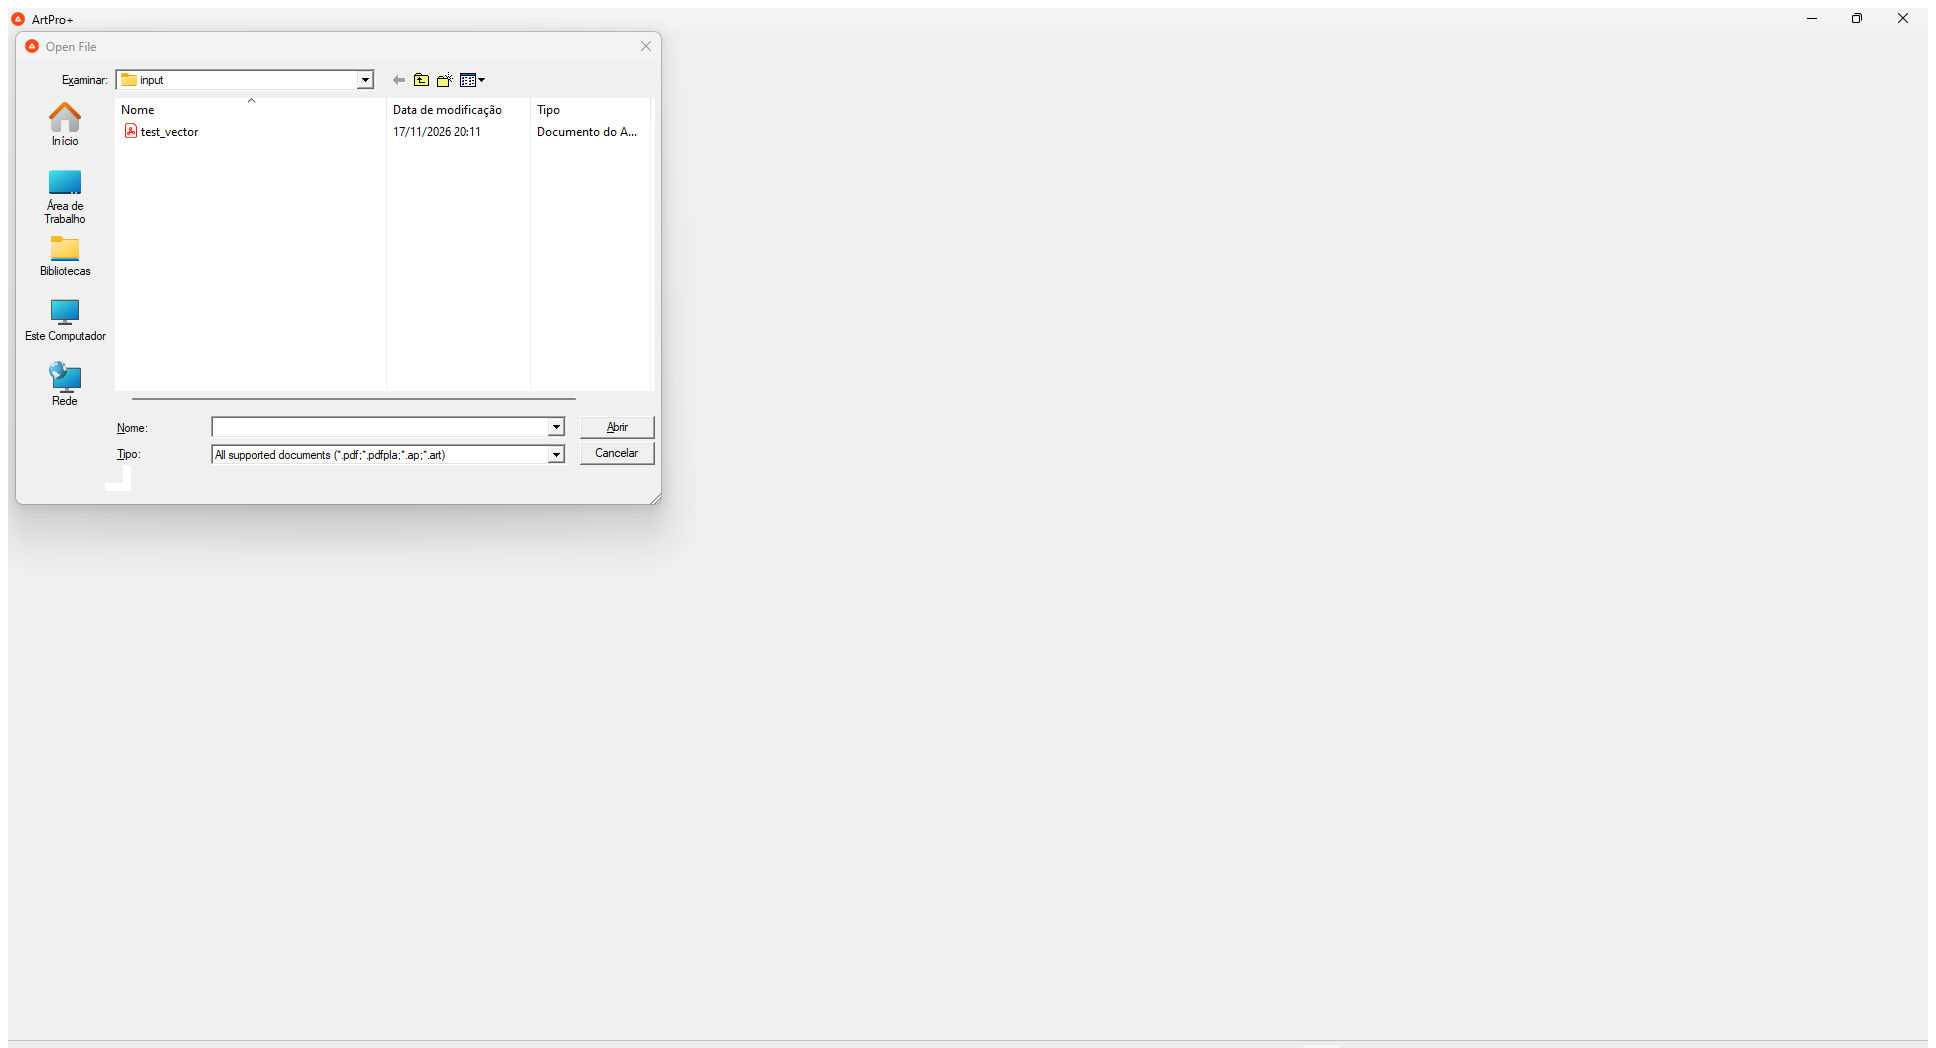 ArtPro+
Open File
Examinar: input
Nome Data de modificação Tipo
test_vector 17/11/2026 20:11 Documento do A...
Início
Área de
Trabalho
Bibliotecas
Este Computador
Rede
Nome: Abrir
Tipo: All supported documents (*.pdf;*.pdfpla;*.ap;*.art) Cancelar